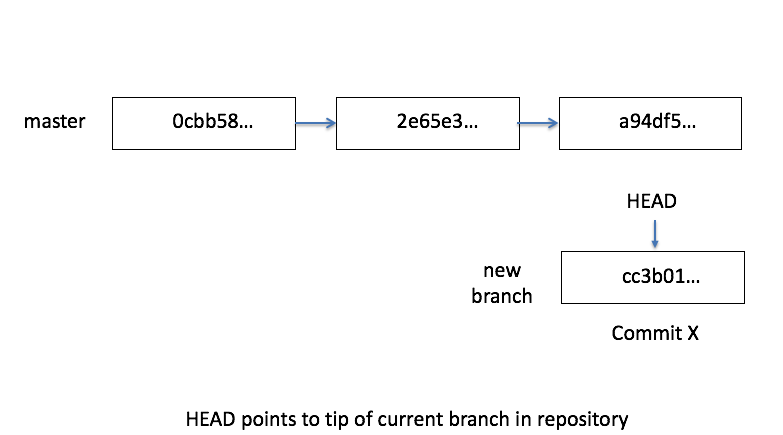 master 0cbb58... 2e65e3... a94df5...
HEAD
new
branch
cc3b01...
Commit X
HEAD points to tip of current branch in repository